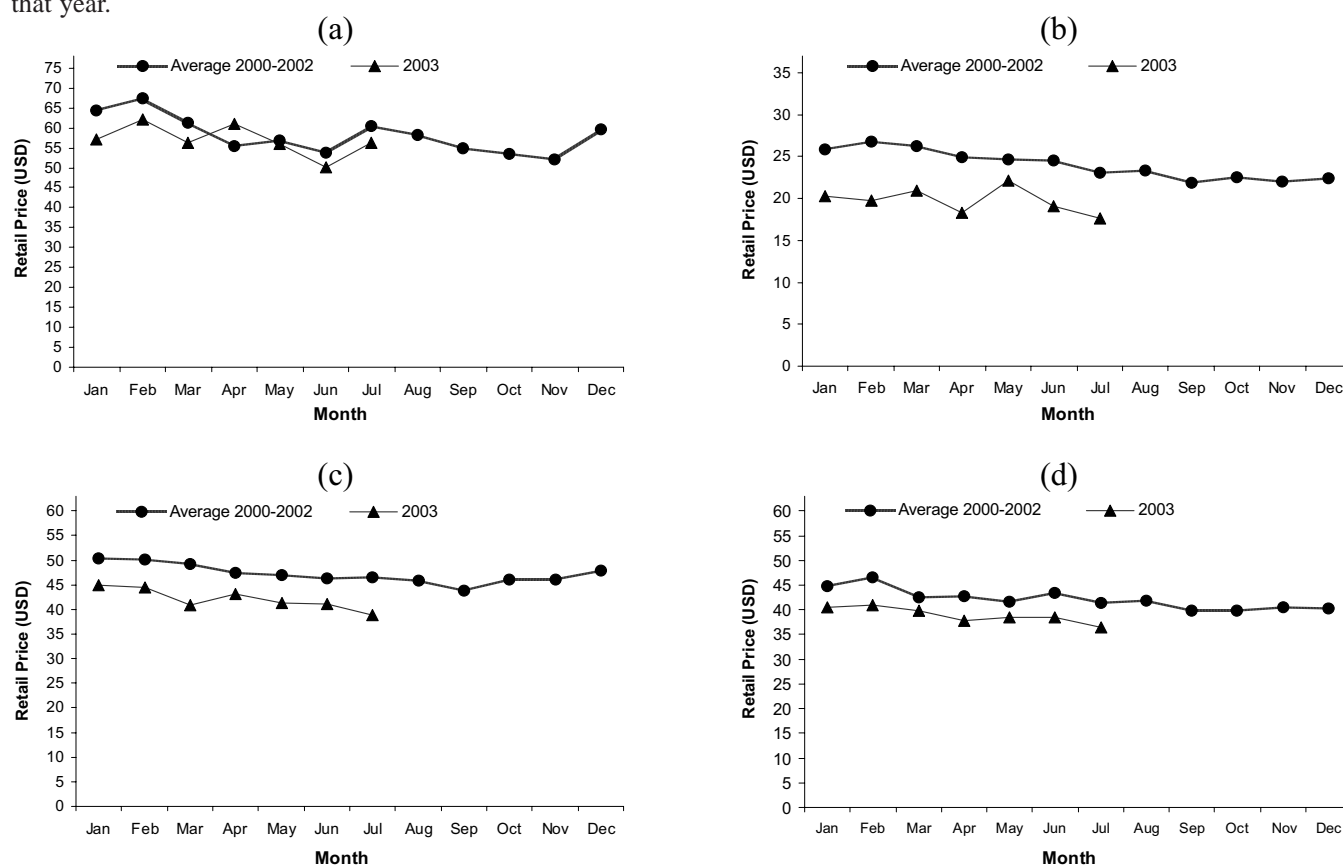 that year.
(a)
Average 2000-2002 2003
75
70
65
60
55
50
45
40
35
30
25
20
15
10
5
0
Retail Price (USD)
Jan Feb Mar Apr May Jun Jul Aug Sep Oct Nov Dec
Month
(b)
Average 2000-2002 2003
35
30
25
20
15
10
5
0
Retail Price (USD)
Jan Feb Mar Apr May Jun Jul Aug Sep Oct Nov Dec
Month
(c)
Average 2000-2002 2003
60
55
50
45
40
35
30
25
20
15
10
5
0
Retail Price (USD)
Jan Feb Mar Apr May Jun Jul Aug Sep Oct Nov Dec
Month
(d)
Average 2000-2002 2003
60
55
50
45
40
35
30
25
20
15
10
5
0
Retail Price (USD)
Jan Feb Mar Apr May Jun Jul Aug Sep Oct Nov Dec
Month